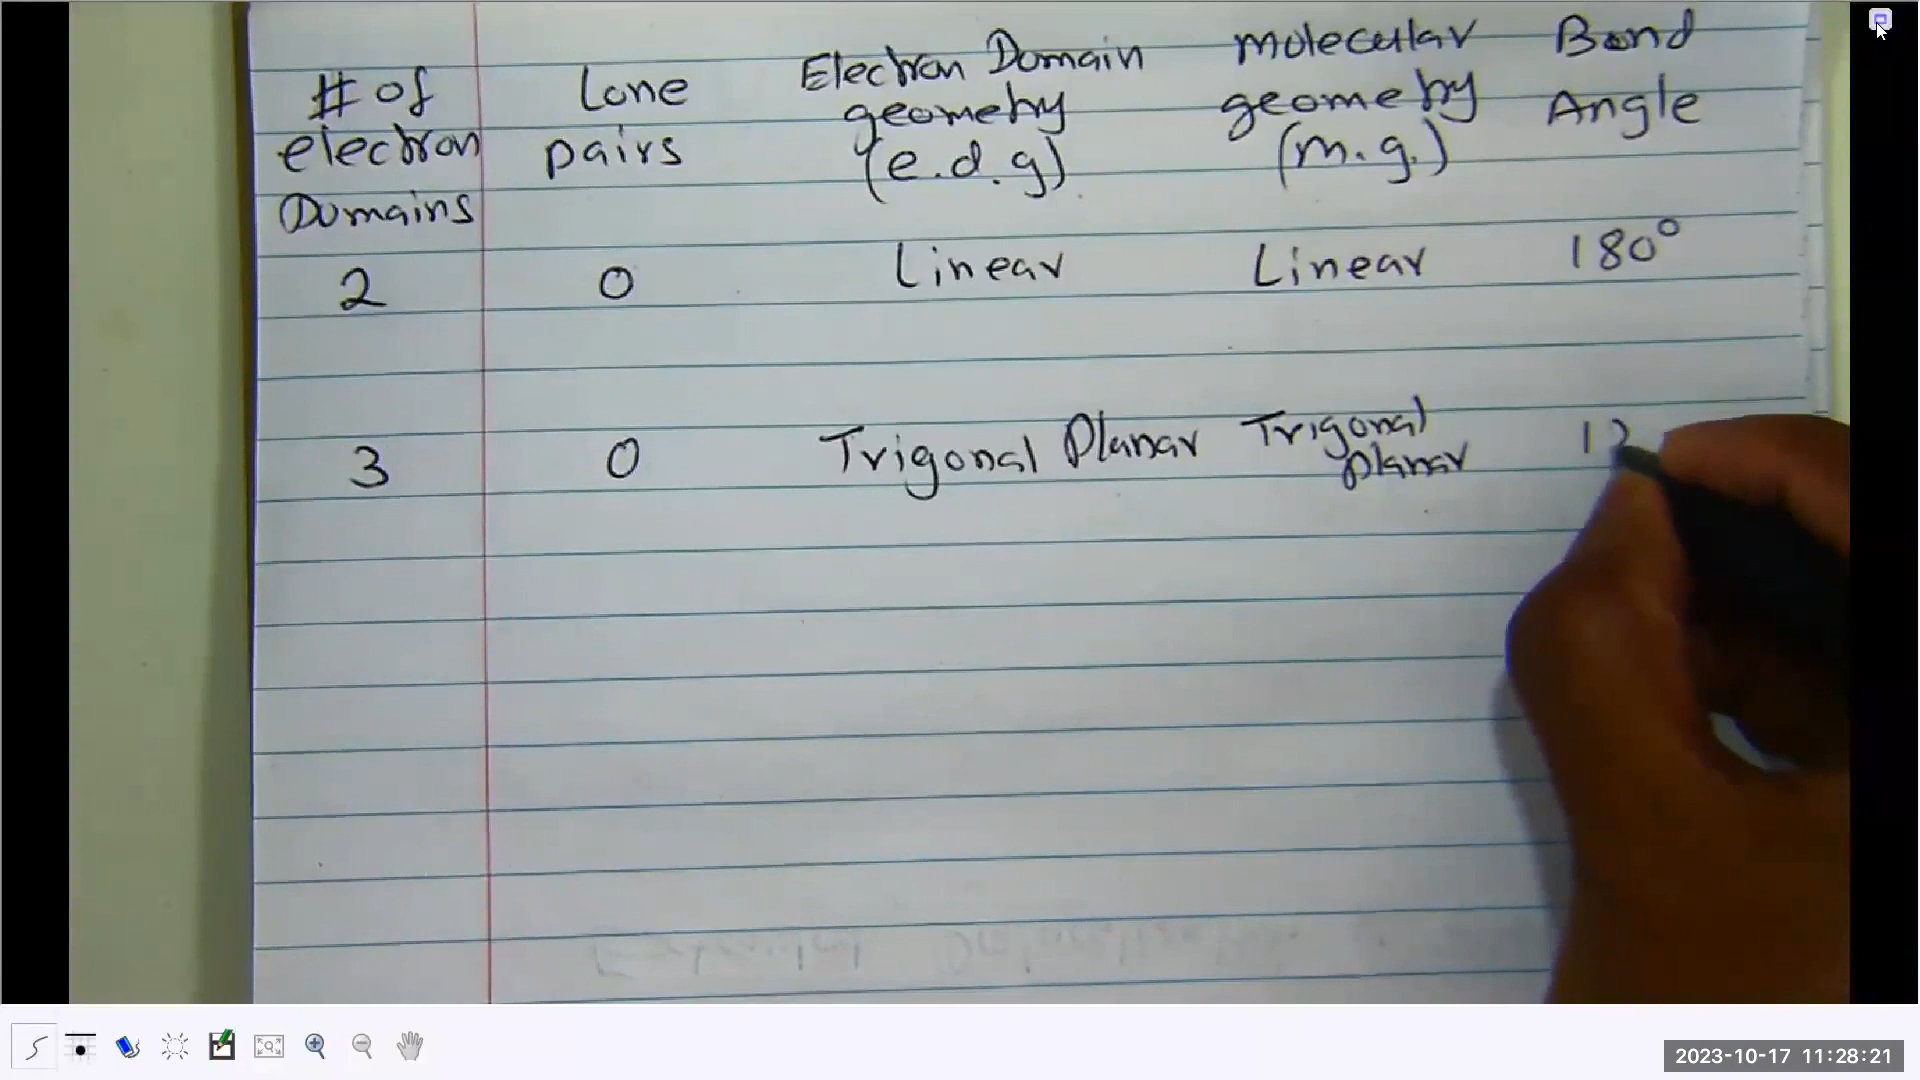 # of electron Domains
Lone pairs
Electron Domain geometry (e.d.g)
Molecular geometry (m.g.)
Bond Angle
2 0 Linear Linear 180°
3 0 Trigonal Planar Trigonal planar 12
2023-10-17 11:28:21